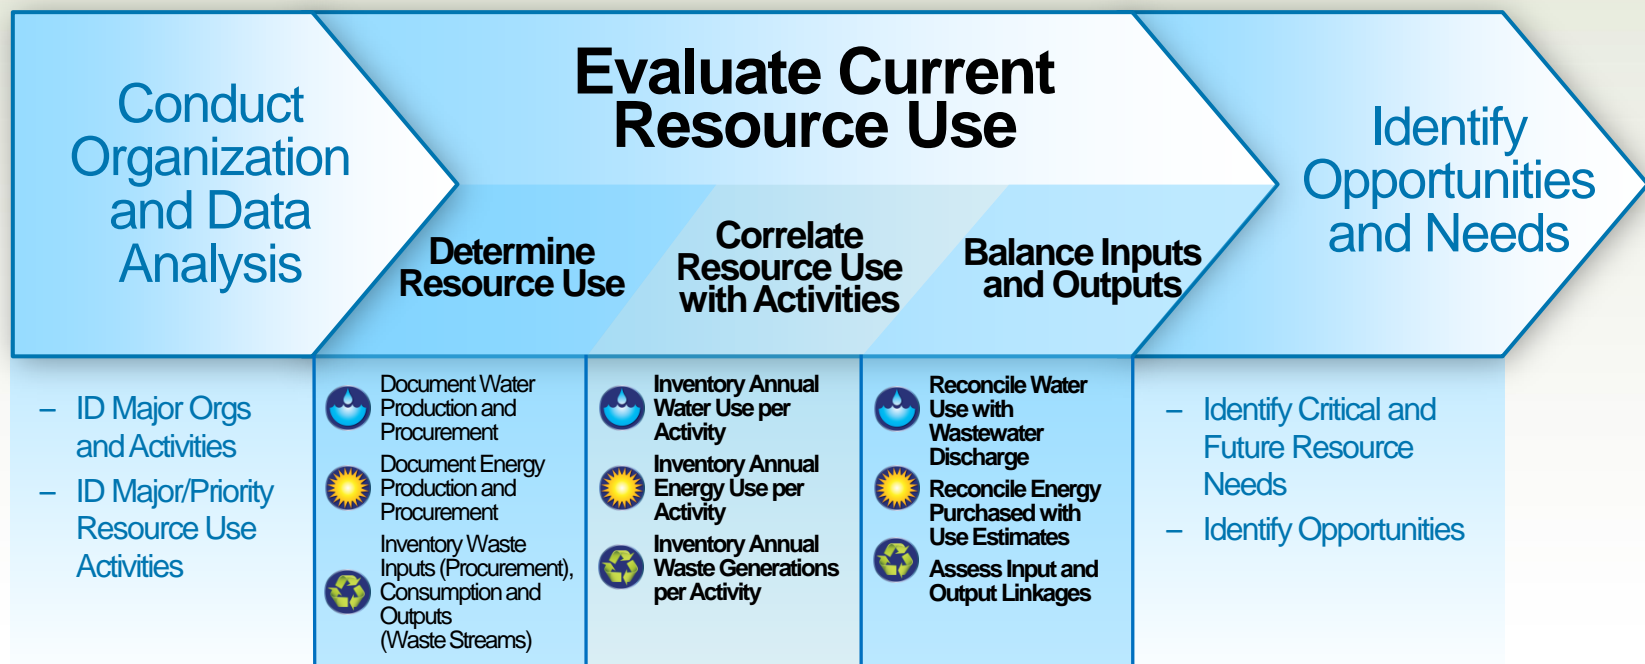 Conduct
Organization
and Data
Analysis
Evaluate Current
Resource Use
Identify
Opportunities
and Needs
Determine
Resource Use
Correlate
Resource Use
with Activities
Balance Inputs
and Outputs
– ID Major Orgs
and Activities
– ID Major/Priority
Resource Use
Activities
Document Water
Production and
Procurement
Document Energy
Production and
Procurement
Inventory Waste
Inputs (Procurement),
Consumption and
Outputs
(Waste Streams)
Inventory Annual
Water Use per
Activity
Inventory Annual
Energy Use per
Activity
Inventory Annual
Waste Generations
per Activity
Reconcile Water
Use with
Wastewater
Discharge
Reconcile Energy
Purchased with
Use Estimates
Assess Input and
Output Linkages
– Identify Critical and
Future Resource
Needs
– Identify Opportunities